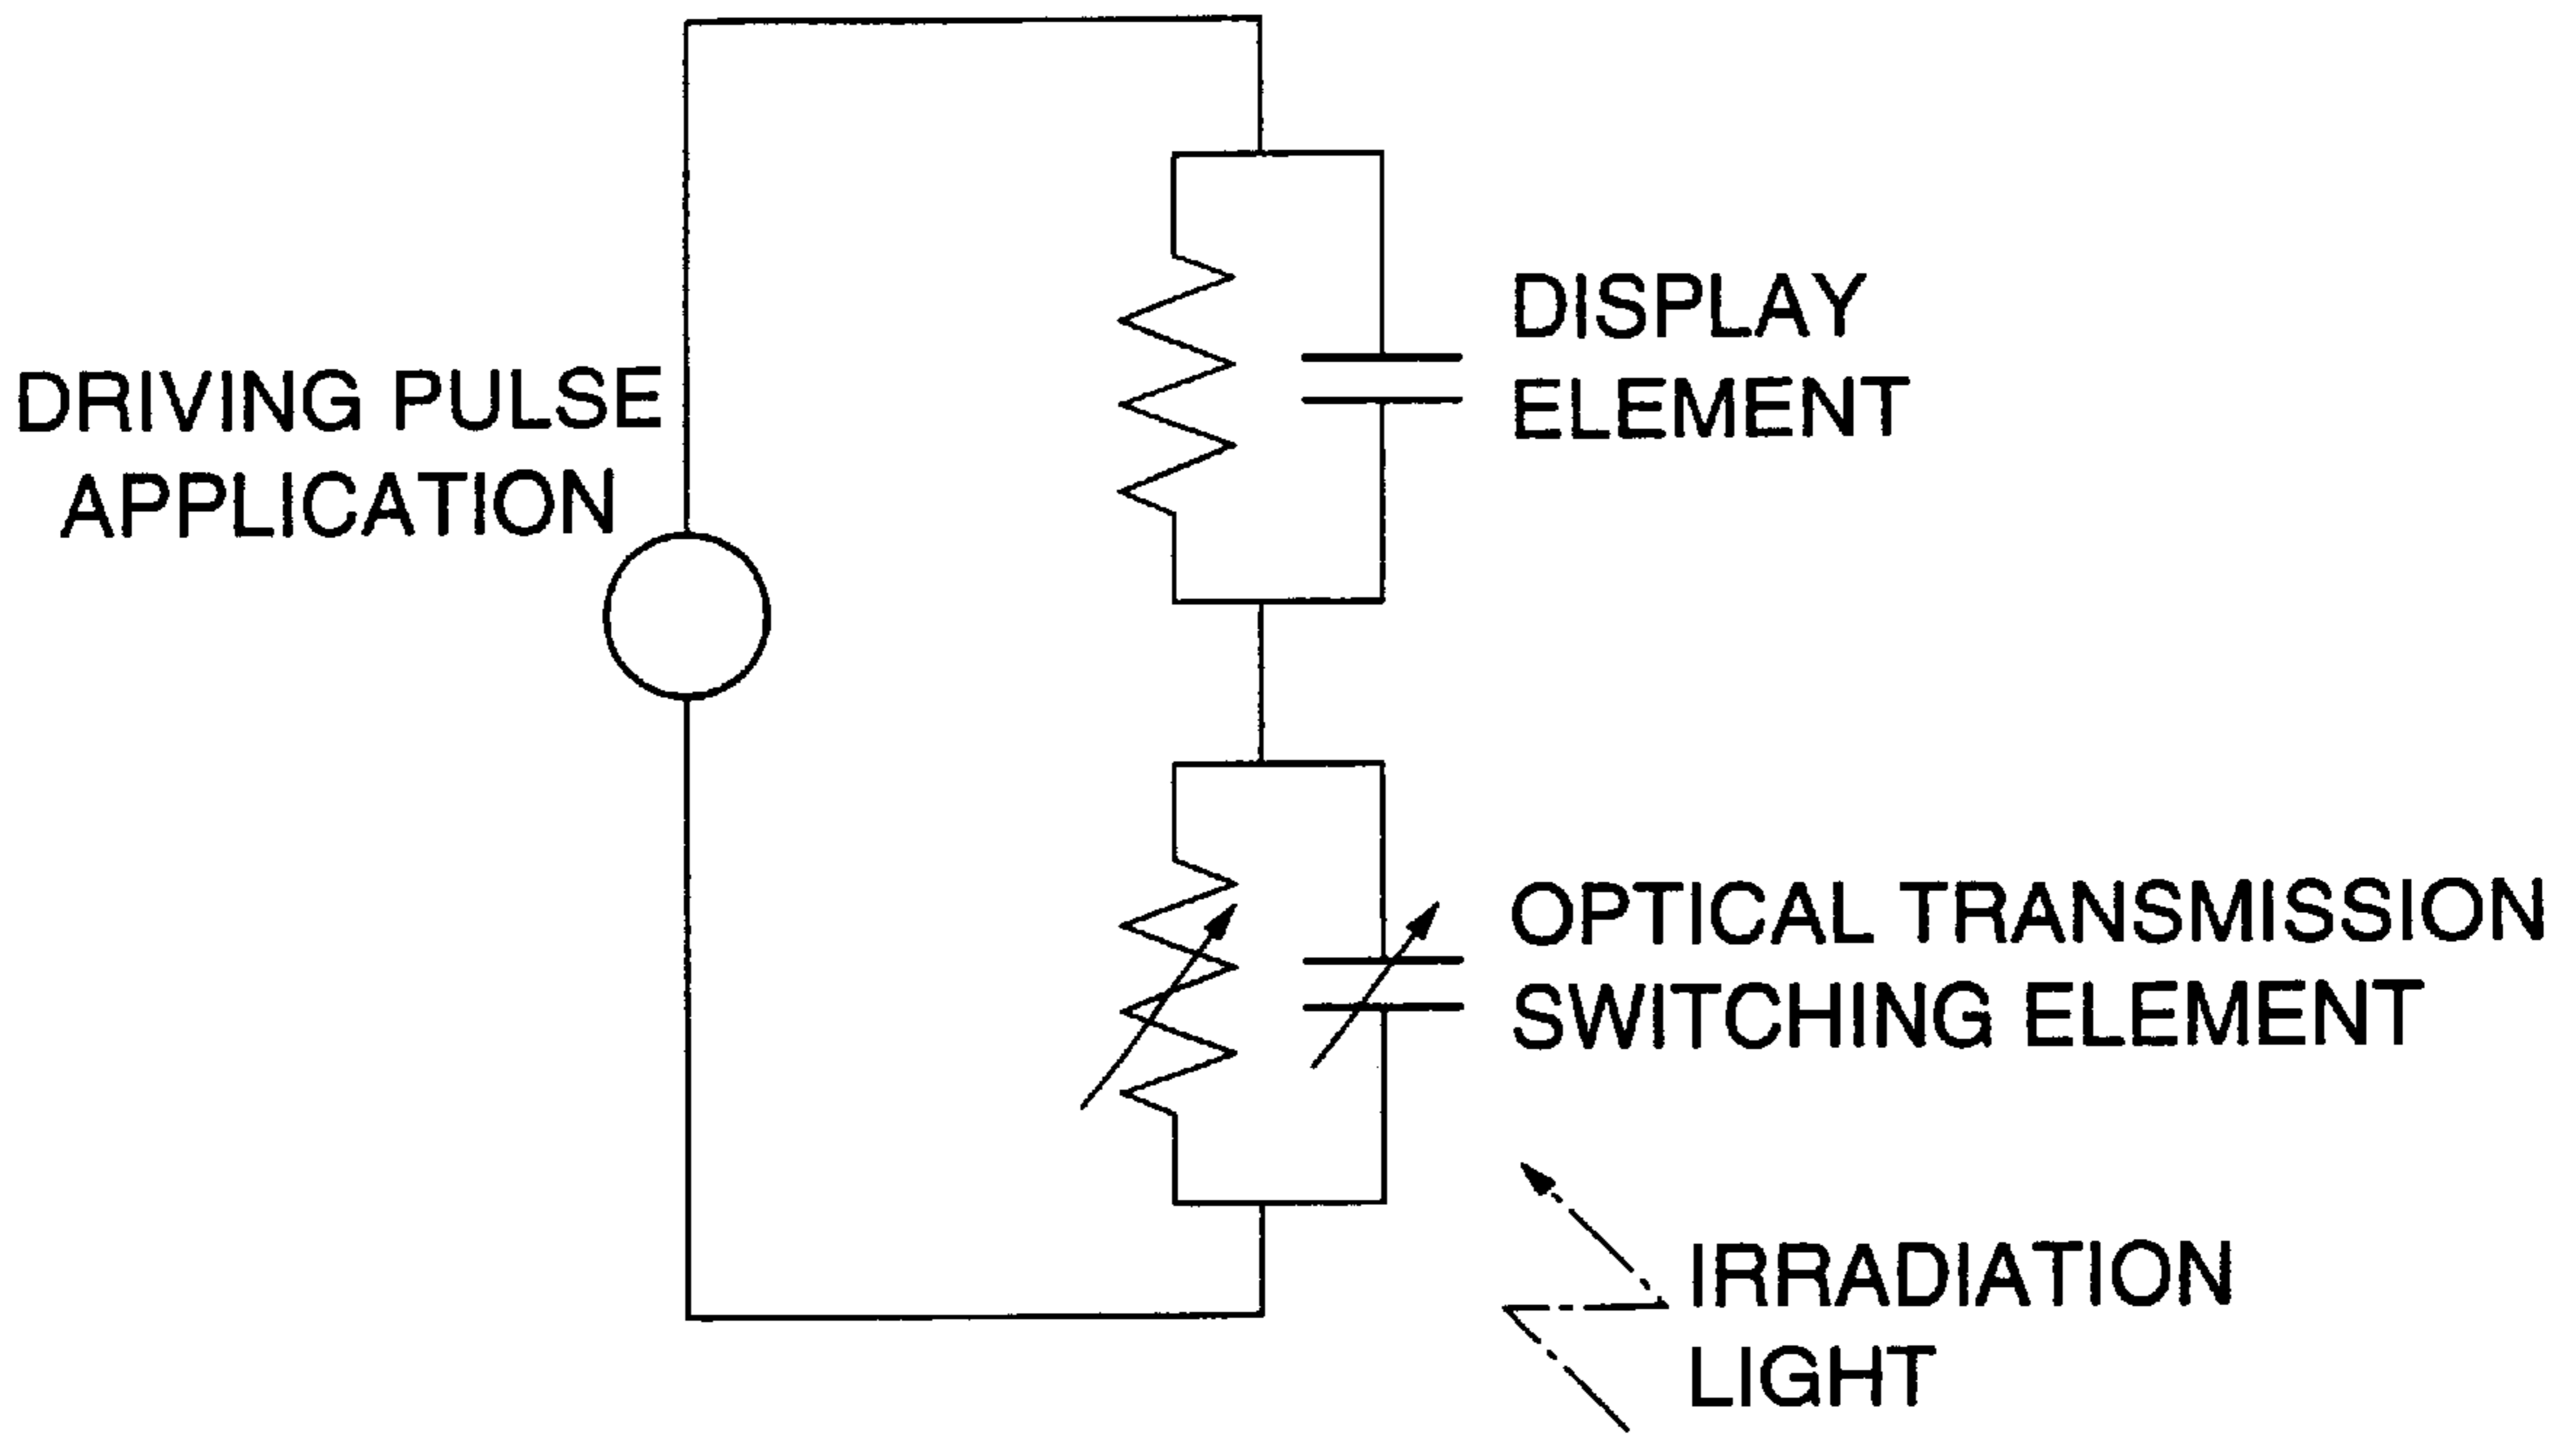 DRIVING PULSE
APPLICATION
DISPLAY
ELEMENT
OPTICAL TRANSMISSION
SWITCHING ELEMENT
IRRADIATION
LIGHT